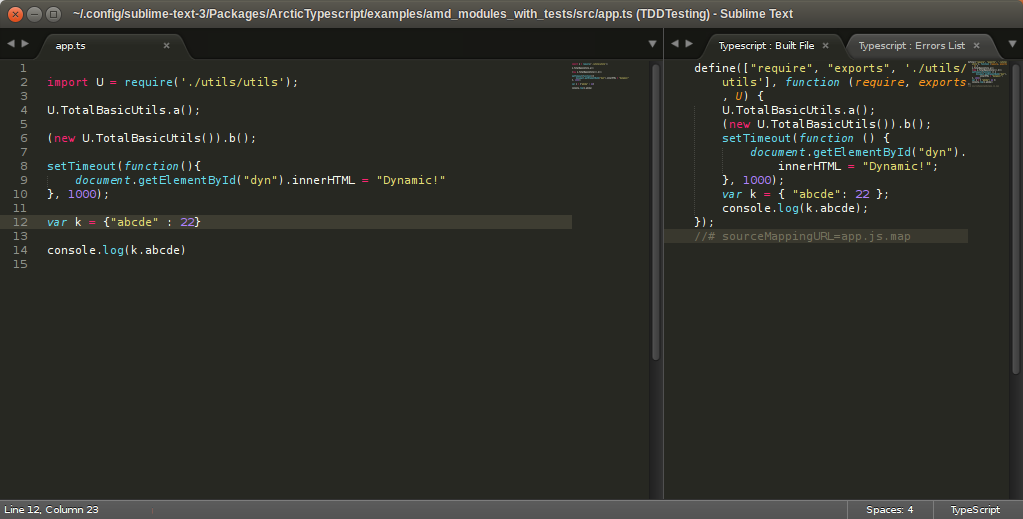 ~/.config/sublime-text-3/Packages/ArcticTypescript/examples/amd_modules_with_tests/src/app.ts (TDDTesting) - Sublime Text
app.ts
1
2 import U = require('./utils/utils');
3
4 U.TotalBasicUtils.a();
5
6 (new U.TotalBasicUtils()).b();
7
8 setTimeout(function(){
9 document.getElementById("dyn").innerHTML = "Dynamic!"
10 }, 1000);
11
12 var k = {"abcde" : 22}
13
14 console.log(k.abcde)
15
Typescript : Built File
Typescript : Errors List
define(["require", "exports", './utils/
utils'], function (require, exports
, U) {
U.TotalBasicUtils.a();
(new U.TotalBasicUtils()).b();
setTimeout(function () {
document.getElementById("dyn").
innerHTML = "Dynamic!";
}, 1000);
var k = { "abcde": 22 };
console.log(k.abcde);
});
//# sourceMappingURL=app.js.map
Line 12, Column 23
Spaces: 4
TypeScript